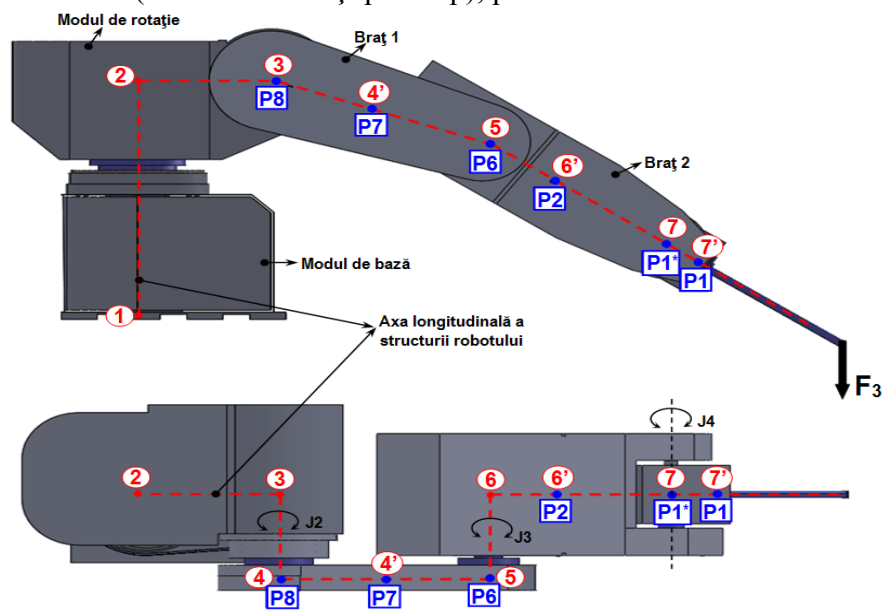 Modul de rotaţie
Braţ 1
2
3
P8
4’
P7
5
P6
6’
P2
Braţ 2
7
P1*
7’
P1
Modul de bază
1
Axa longitudinală a
structurii robotului
F3
J4
2
3
J2
6
6’
P2
7
P1*
7’
P1
J3
4
P8
4’
P7
5
P6